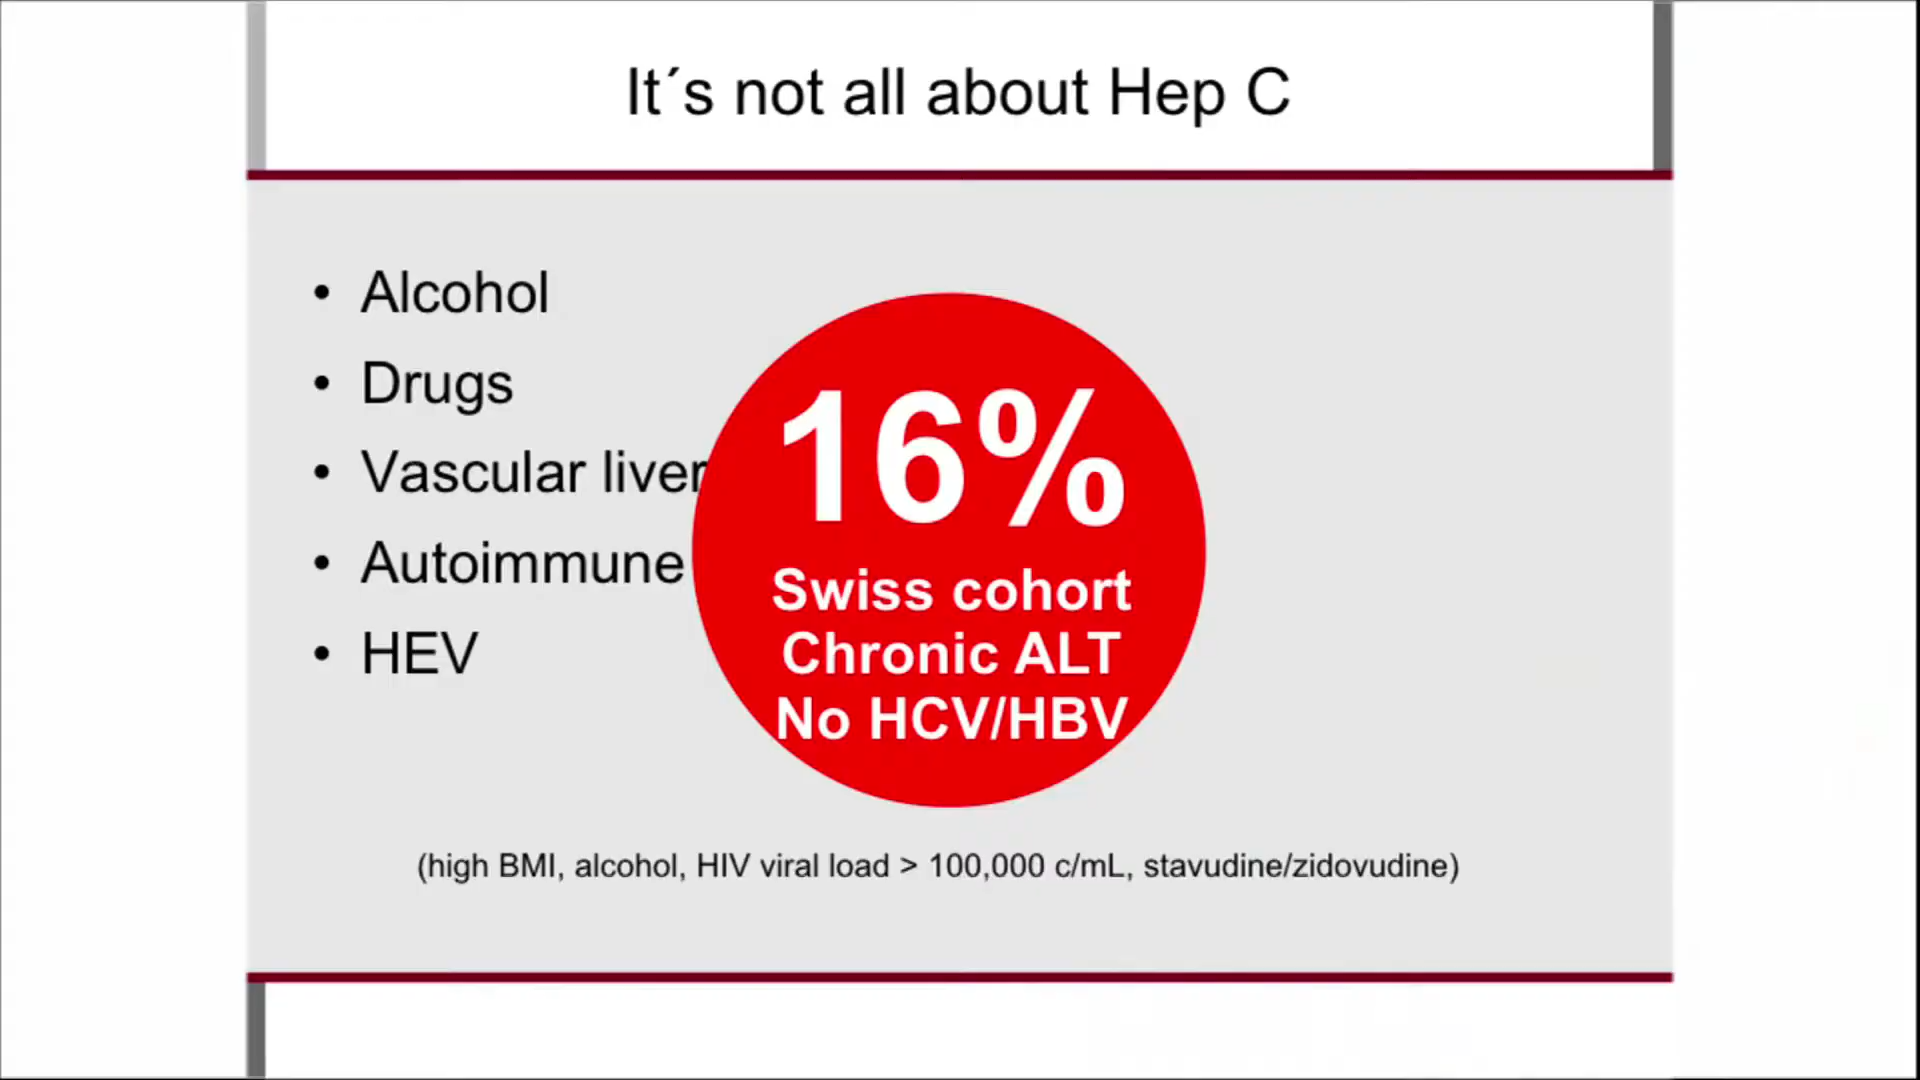 It´s not all about Hep C
• Alcohol
• Drugs
• Vascular liver
• Autoimmune
• HEV
16%
Swiss cohort
Chronic ALT
No HCV/HBV
(high BMI, alcohol, HIV viral load > 100,000 c/mL, stavudine/zidovudine)